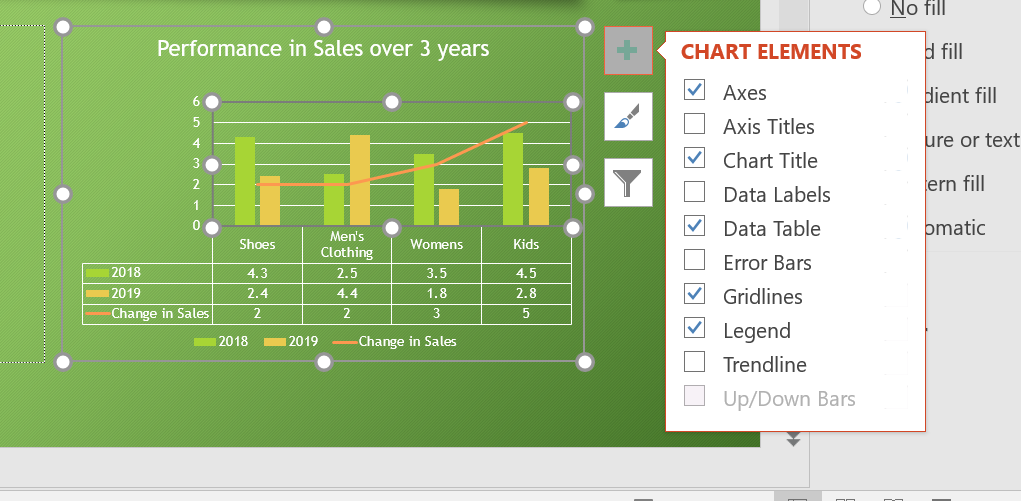 No fill
d fill
dient fill
ure or text
tern fill
omatic
Performance in Sales over 3 years
6
5
4
3
2
1
0
Shoes Men's Clothing Womens Kids
2018 4.3 2.5 3.5 4.5
2019 2.4 4.4 1.8 2.8
Change in Sales 2 2 3 5
2018 2019 Change in Sales
CHART ELEMENTS
Axes
Axis Titles
Chart Title
Data Labels
Data Table
Error Bars
Gridlines
Legend
Trendline
Up/Down Bars